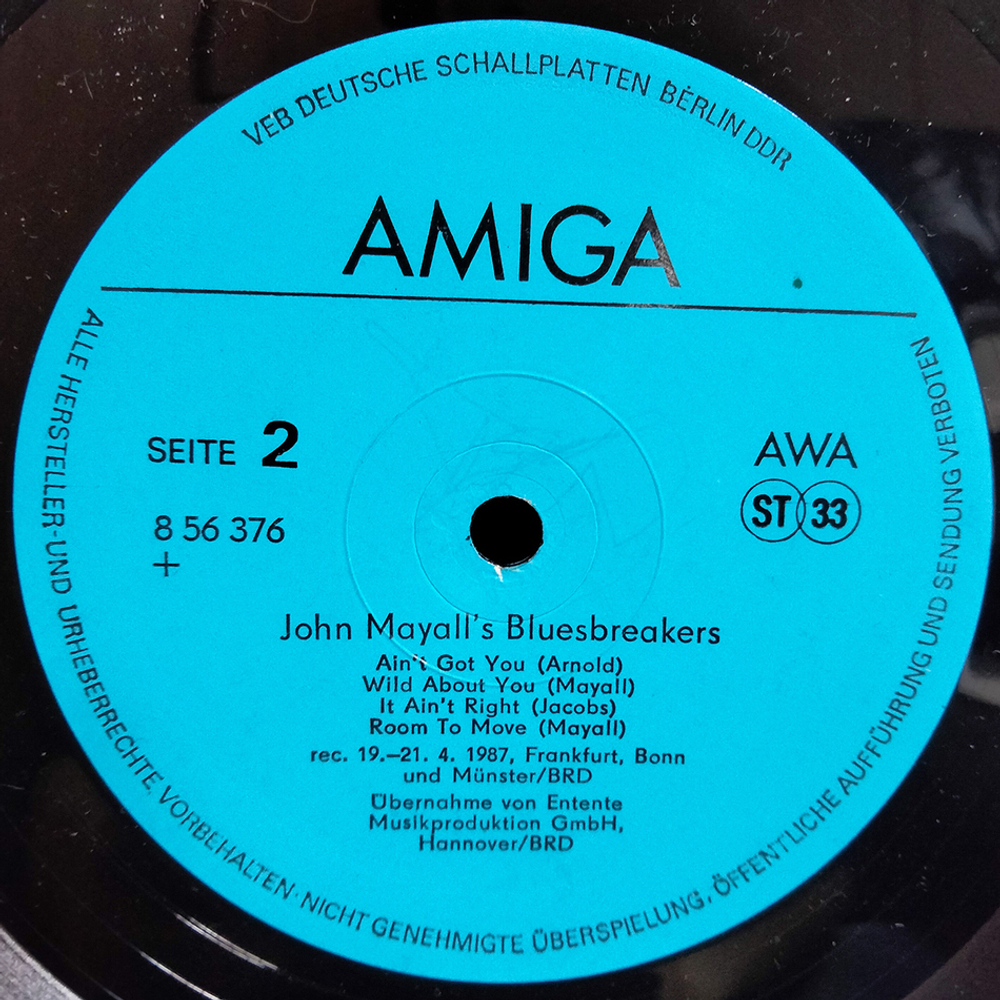 VEB DEUTSCHE SCHALLPLATTEN BERLIN DDR
AMIGA
SEITE 2
8 56 376
+
AWA
ST 33
John Mayall's Bluesbreakers
Ain't Got You (Arnold)
Wild About You (Mayall)
It Ain't Right (Jacobs)
Room To Move (Mayall)
rec. 19.—21. 4. 1987, Frankfurt, Bonn
und Münster/BRD
Übernahme von Entente
Musikproduktion GmbH,
Hannover/BRD
ALLE HERSTELLER-UND URHEBERRECHTE VORBEHALTEN· NICHT GENEHMIGTE ÜBERSPIELUNG, ÖFFENTLICHE AUFFÜHRUNG UND SENDUNG VERBOTEN